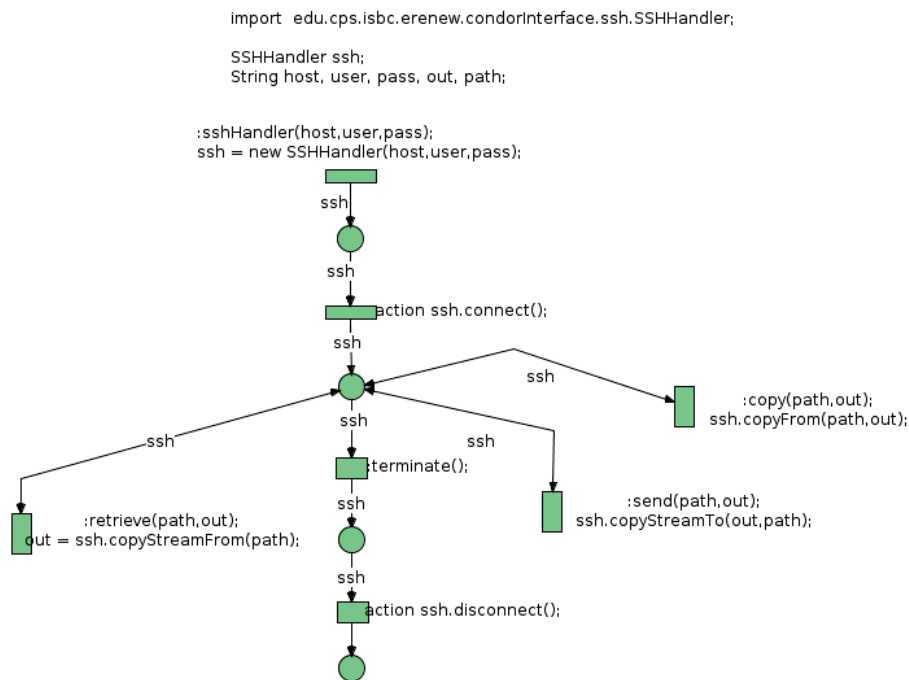 import edu.cps.isbc.erenew.condorInterface.ssh.SSHHandler;
SSHHandler ssh;
String host, user, pass, out, path;
:sshHandler(host,user,pass);
ssh = new SSHHandler(host,user,pass);
ssh
ssh
action ssh.connect();
ssh
ssh
:copy(path,out);
ssh.copyFrom(path,out);
ssh
ssh
ssh
:terminate();
:retrieve(path,out);
out = ssh.copyStreamFrom(path);
:send(path,out);
ssh.copyStreamTo(out,path);
ssh
ssh
action ssh.disconnect();